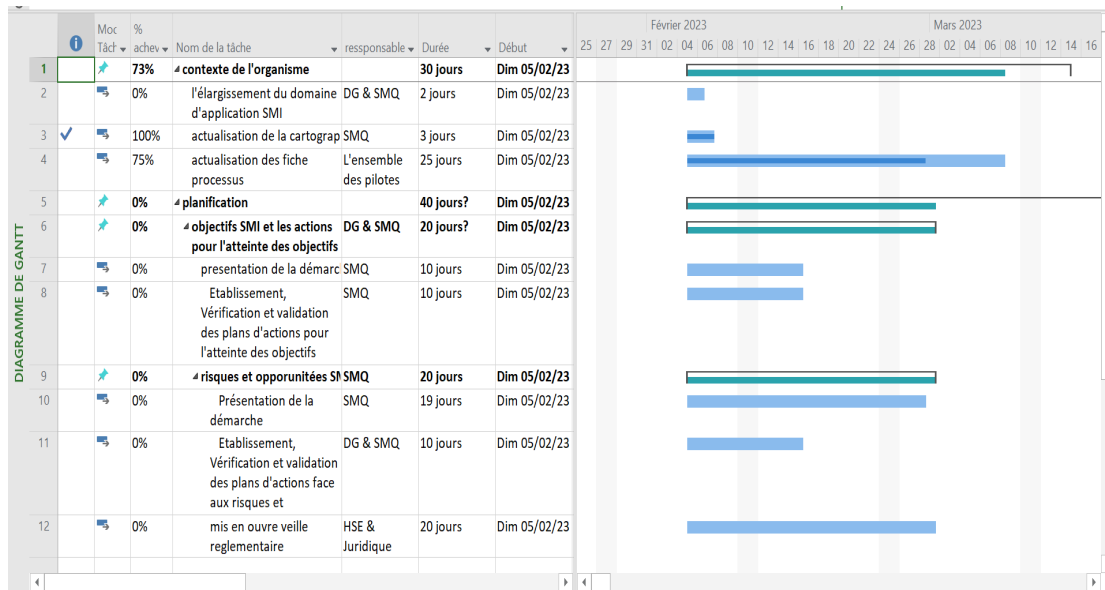 Février 2023 Mars 2023
Moc %
Tâch achev Nom de la tâche ressponsable Durée Début 25 27 29 31 02 04 06 08 10 12 14 16 18 20 22 24 26 28 02 04 06 08 10 12 14 16
1 73% contexte de l'organisme 30 jours Dim 05/02/23
2 0% l'élargissement du domaine DG & SMQ 2 jours Dim 05/02/23
d'application SMI
3 100% actualisation de la cartograp SMQ 3 jours Dim 05/02/23
4 75% actualisation des fiche L'ensemble 25 jours Dim 05/02/23
processus des pilotes
5 0% planification 40 jours? Dim 05/02/23
6 0% objectifs SMI et les actions DG & SMQ 20 jours? Dim 05/02/23
pour l'atteinte des objectifs
7 0% presentation de la démarc SMQ 10 jours Dim 05/02/23
8 0% Etablissement, SMQ 10 jours Dim 05/02/23
Vérification et validation
des plans d'actions pour
l'atteinte des objectifs
9 0% risques et opporunitées SM SMQ 20 jours Dim 05/02/23
10 0% Présentation de la SMQ 19 jours Dim 05/02/23
démarche
11 0% Etablissement, DG & SMQ 10 jours Dim 05/02/23
Vérification et validation
des plans d'actions face
aux risques et
12 0% mis en ouvre veille HSE & 20 jours Dim 05/02/23
reglementaire Juridique
DIAGRAMME DE GANTT